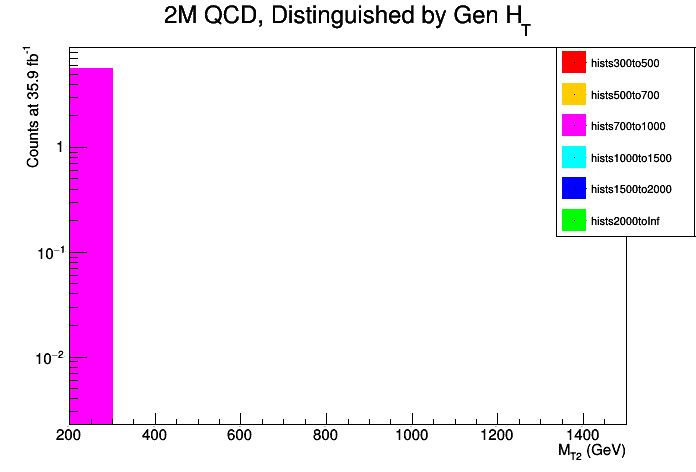 2M QCD, Distinguished by Gen H_T
Counts at 35.9 fb⁻¹
hists300to500
hists500to700
hists700to1000
hists1000to1500
hists1500to2000
hists2000toInf
1
10⁻¹
10⁻²
200 400 600 800 1000 1200 1400
M_T2 (GeV)